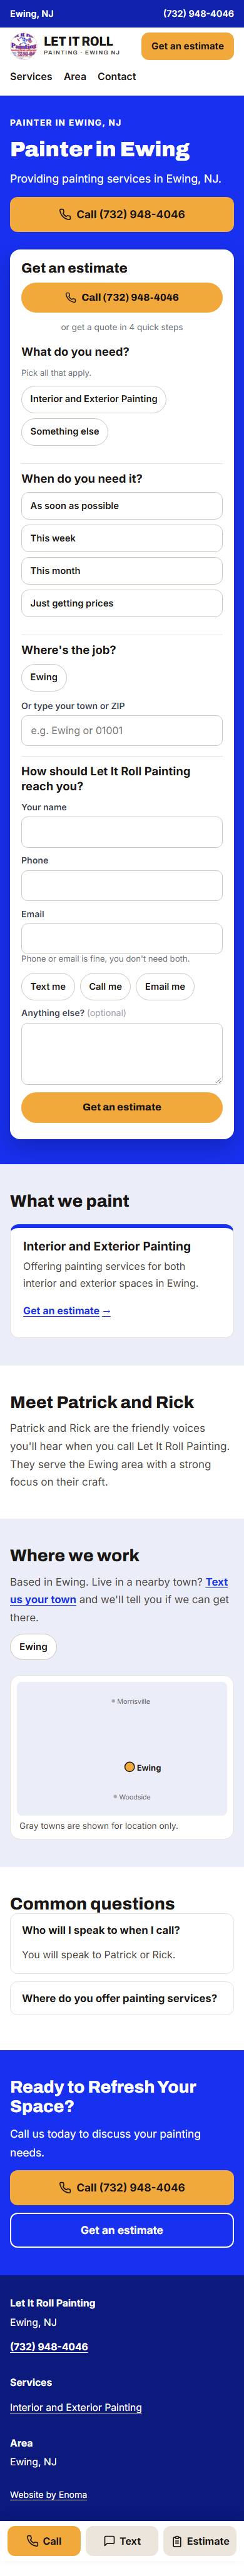 Ewing, NJ
(732) 948-4046
LET IT ROLL
PAINTING · EWING NJ
Get an estimate
Services
Area
Contact
PAINTER IN EWING, NJ
Painter in Ewing
Providing painting services in Ewing, NJ.
Call (732) 948-4046
Get an estimate
Call (732) 948-4046
or get a quote in 4 quick steps
What do you need?
Pick all that apply.
Interior and Exterior Painting
Something else
When do you need it?
As soon as possible
This week
This month
Just getting prices
Where's the job?
Ewing
Or type your town or ZIP
e.g. Ewing or 01001
How should Let It Roll Painting
reach you?
Your name
Phone
Email
Phone or email is fine, you don't need both.
Text me
Call me
Email me
Anything else? (optional)
Get an estimate
What we paint
Interior and Exterior Painting
Offering painting services for both
interior and exterior spaces in Ewing.
Get an estimate →
Meet Patrick and Rick
Patrick and Rick are the friendly voices
you'll hear when you call Let It Roll Painting.
They serve the Ewing area with a strong
focus on their craft.
Where we work
Based in Ewing. Live in a nearby town? Text
us your town and we'll tell you if we can get
there.
Ewing
Morrisville
Ewing
Woodside
Gray towns are shown for location only.
Common questions
Who will I speak to when I call?
You will speak to Patrick or Rick.
Where do you offer painting services?
Ready to Refresh Your
Space?
Call us today to discuss your painting
needs.
Call (732) 948-4046
Get an estimate
Let It Roll Painting
Ewing, NJ
(732) 948-4046
Services
Interior and Exterior Painting
Area
Ewing, NJ
Website by Enoma
Call
Text
Estimate